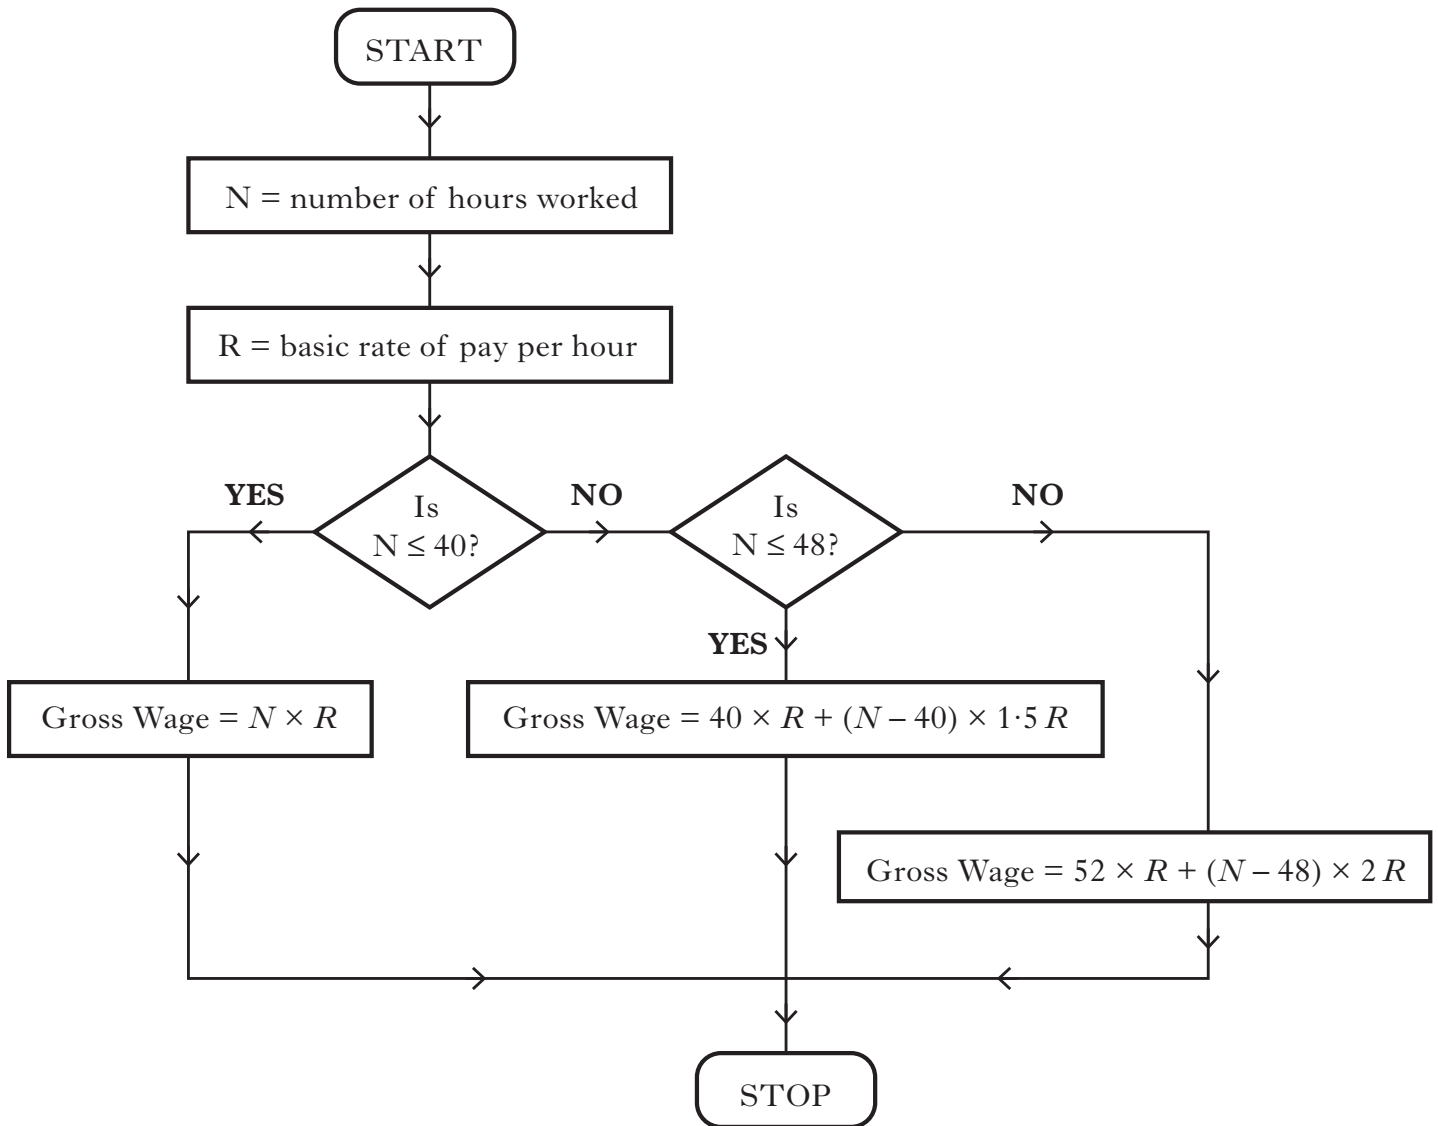 START
N = number of hours worked
R = basic rate of pay per hour
YES
Is
N ≤ 40?
NO
Is
N ≤ 48?
NO
YES
Gross Wage = N × R
Gross Wage = 40 × R + (N – 40) × 1·5 R
Gross Wage = 52 × R + (N – 48) × 2 R
STOP